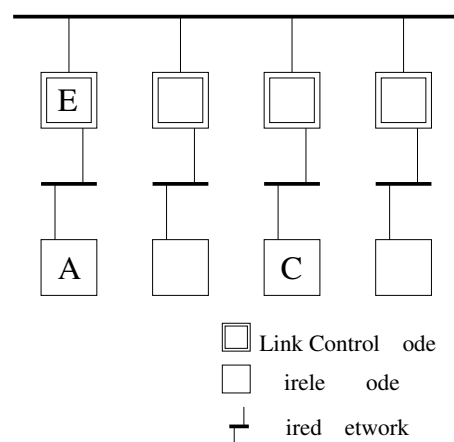 E
A C
Link Control ode
irele ode
ired etwork